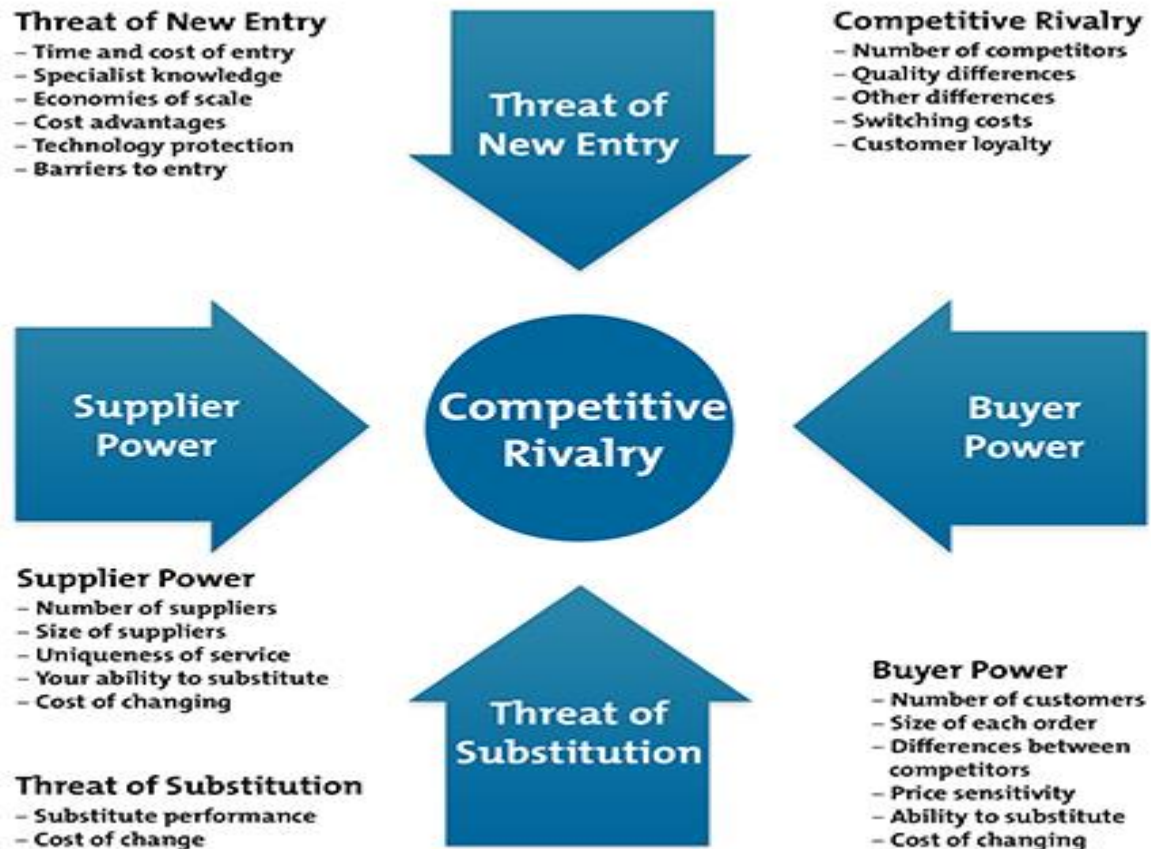 Threat of New Entry
– Time and cost of entry
– Specialist knowledge
– Economies of scale
– Cost advantages
– Technology protection
– Barriers to entry
Threat of
New Entry
Competitive Rivalry
– Number of competitors
– Quality differences
– Other differences
– Switching costs
– Customer loyalty
Supplier
Power
Competitive
Rivalry
Buyer
Power
Supplier Power
– Number of suppliers
– Size of suppliers
– Uniqueness of service
– Your ability to substitute
– Cost of changing
Threat of Substitution
– Substitute performance
– Cost of change
Threat of
Substitution
Buyer Power
– Number of customers
– Size of each order
– Differences between
competitors
– Price sensitivity
– Ability to substitute
– Cost of changing